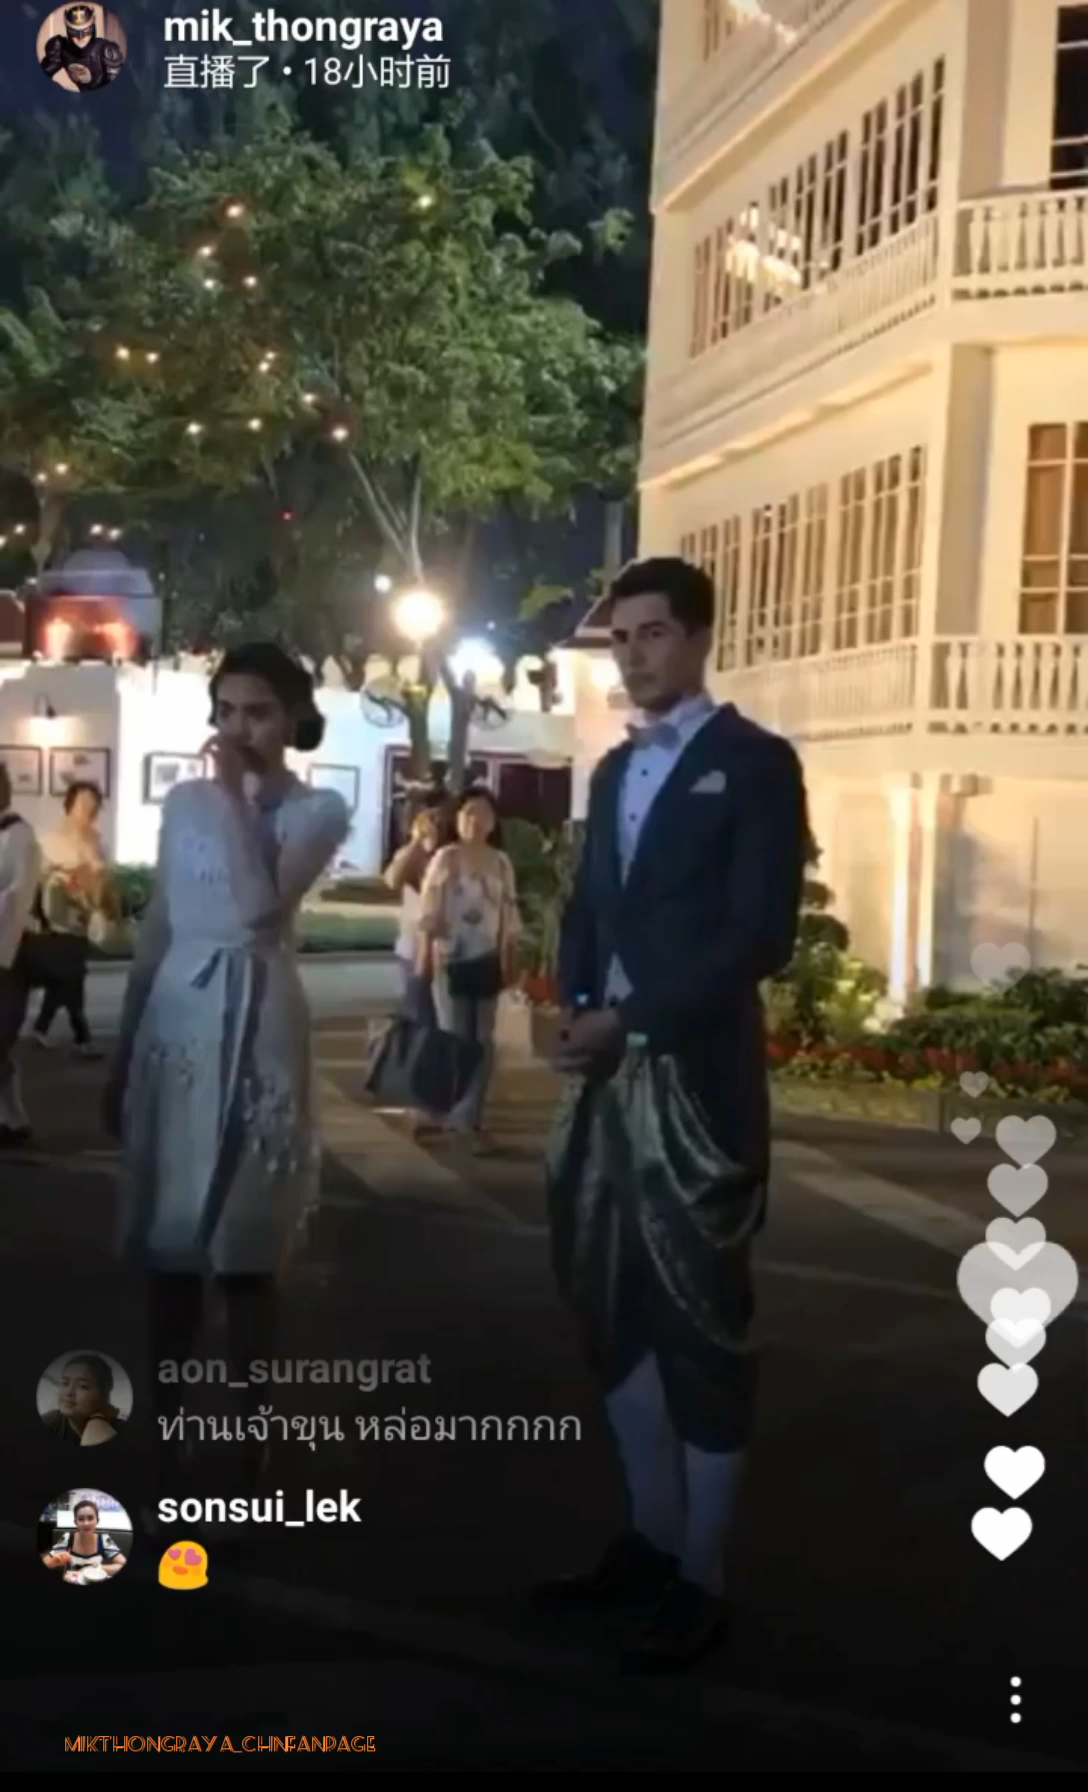 mik_thongraya
直播了 • 18小时前
aon_surangrat
ท่านเจ้าขุน หล่อมากกกก
sonsui_lek
😍
MIKTHONGRAYA_CHINFANPAGE